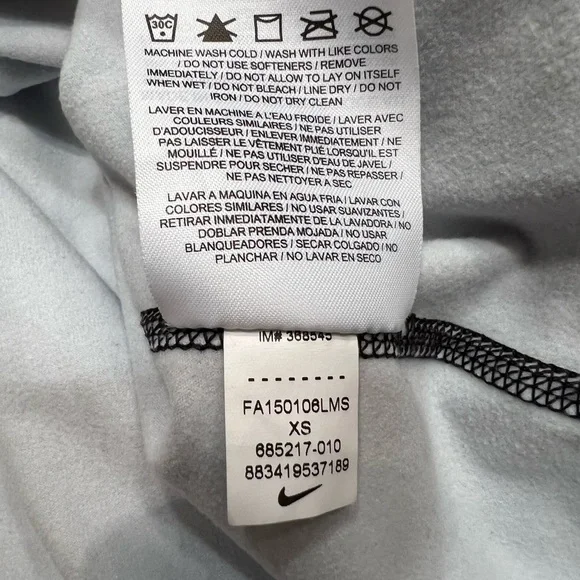 30C
MACHINE WASH COLD / WASH WITH LIKE COLORS
/ DO NOT USE SOFTENERS / REMOVE
IMMEDIATELY / DO NOT ALLOW TO LAY ON ITSELF
WHEN WET / DO NOT BLEACH / LINE DRY / DO NOT
IRON / DO NOT DRY CLEAN
LAVER EN MACHINE A L'EAU FROIDE / LAVER AVEC
COULEURS SIMILAIRES / NE PAS UTILISER
D'ADOUCISSEUR / ENLEVER IMMÉDIATEMENT / NE
PAS LAISSER LE VÊTEMENT PLIÉ LORSQU'IL EST
MOUILLÉ / NE PAS UTILISER D'EAU DE JAVEL /
SUSPENDRE POUR SECHER / NE PAS REPASSER /
NE PAS NETTOYER A SEC
LAVAR A MAQUINA EN AGUA FRIA / LAVAR CON
COLORES SIMILARES / NO USAR SUAVIZANTES /
RETIRAR INMEDIATAMENTE DE LA LAVADORA / NO
DOBLAR PRENDA MOJADA / NO USAR
BLANQUEADORES / SECAR COLGADO / NO
PLANCHAR / NO LAVAR EN SECO
IM# 368545
FA150106LMS
XS
685217-010
883419537189